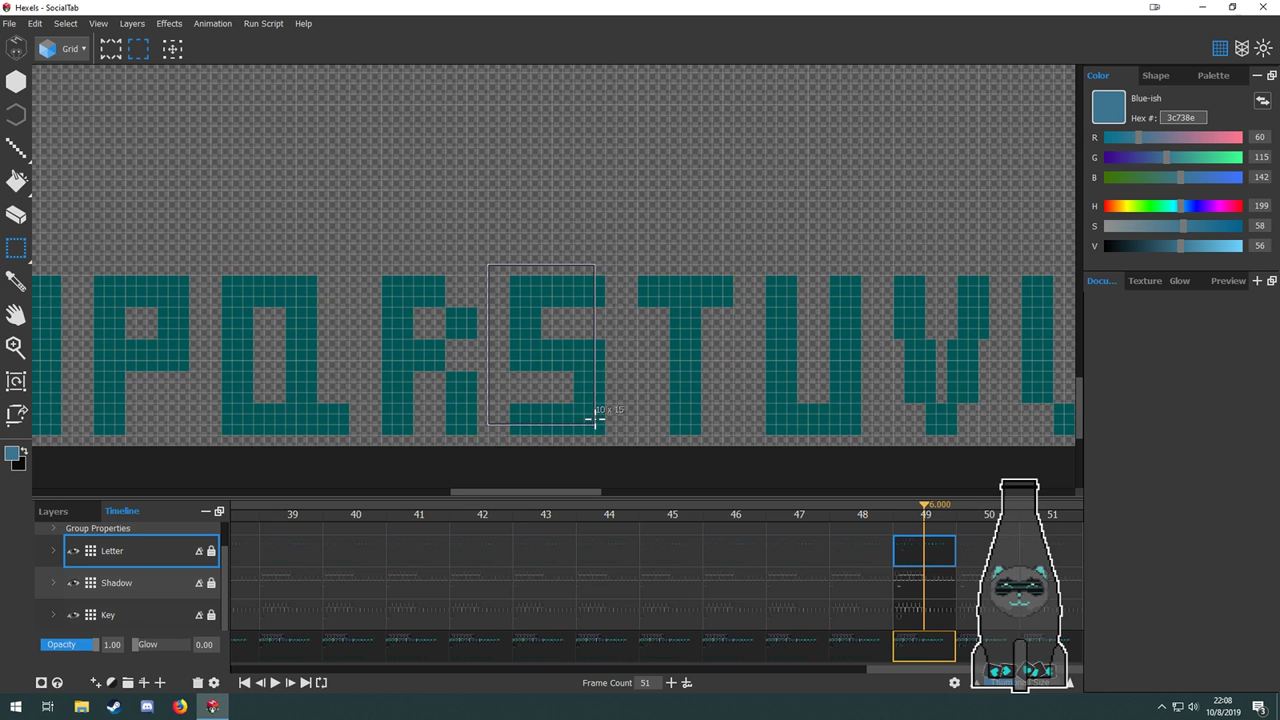 Hexels - SocialTab
File Edit Select View Layers Effects Animation Run Script Help
Grid
Color Shape Palette
Blue-ish
Hex #: 3c738e
R 60
G 115
B 142
H 199
S 58
V 56
Docu... Texture Glow Preview
P Q R S T U V
10 x 15
Layers Timeline
6.000
39 40 41 42 43 44 45 46 47 48 49 50 51
Group Properties
Letter
Shadow
Key
Opacity 1.00 Glow 0.00
Frame Count 51
Size
22:08
10/8/2019
3